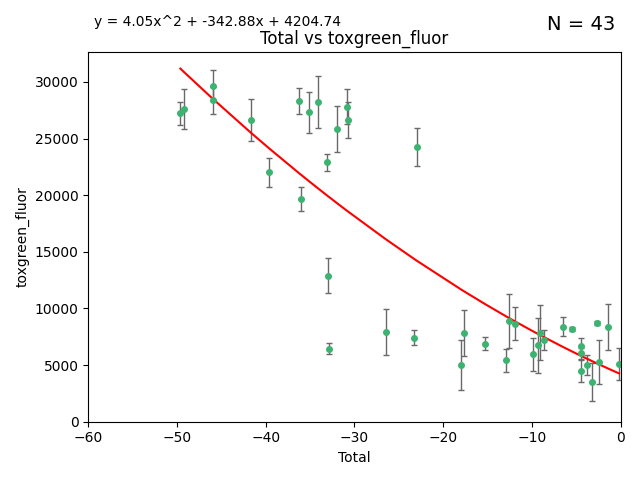 y = 4.05x^2 + -342.88x + 4204.74
N = 43
Total vs toxgreen_fluor
30000
25000
20000
15000
10000
5000
0
toxgreen_fluor
−60
−50
−40
−30
−20
−10
0
Total